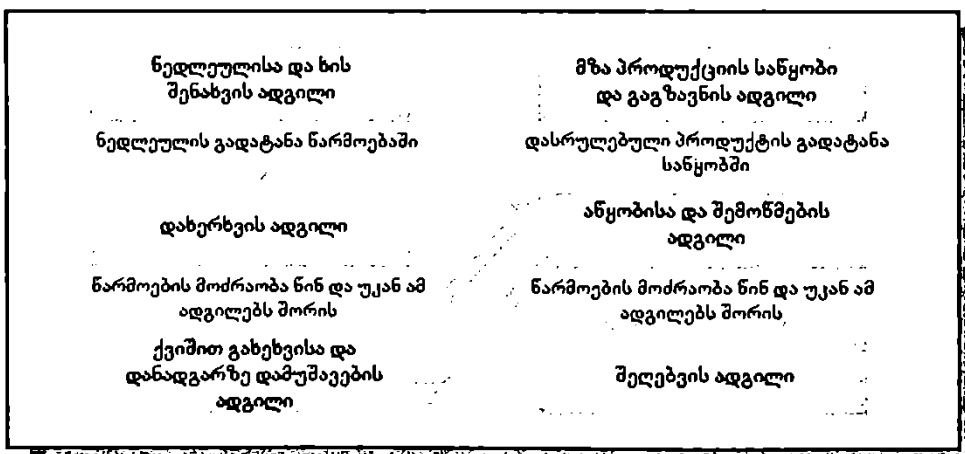 ნედლეულისა და ხის
შენახვის ადგილი
ნედლეულის გადატანა წარმოებაში
დახერხვის ადგილი
წარმოების მოძრაობა წინ და უკან ამ
ადგილებს შორის
ქვიშით გახეხვისა და
დანადგარზე დამუშავების
ადგილი
მზა პროდუქციის საწყობი
და გაგზავნის ადგილი
დასრულებული პროდუქტის გადატანა
საწყობში
აწყობისა და შემოწმების
ადგილი
წარმოების მოძრაობა წინ და უკან ამ
ადგილებს შორის
შეღებვის ადგილი